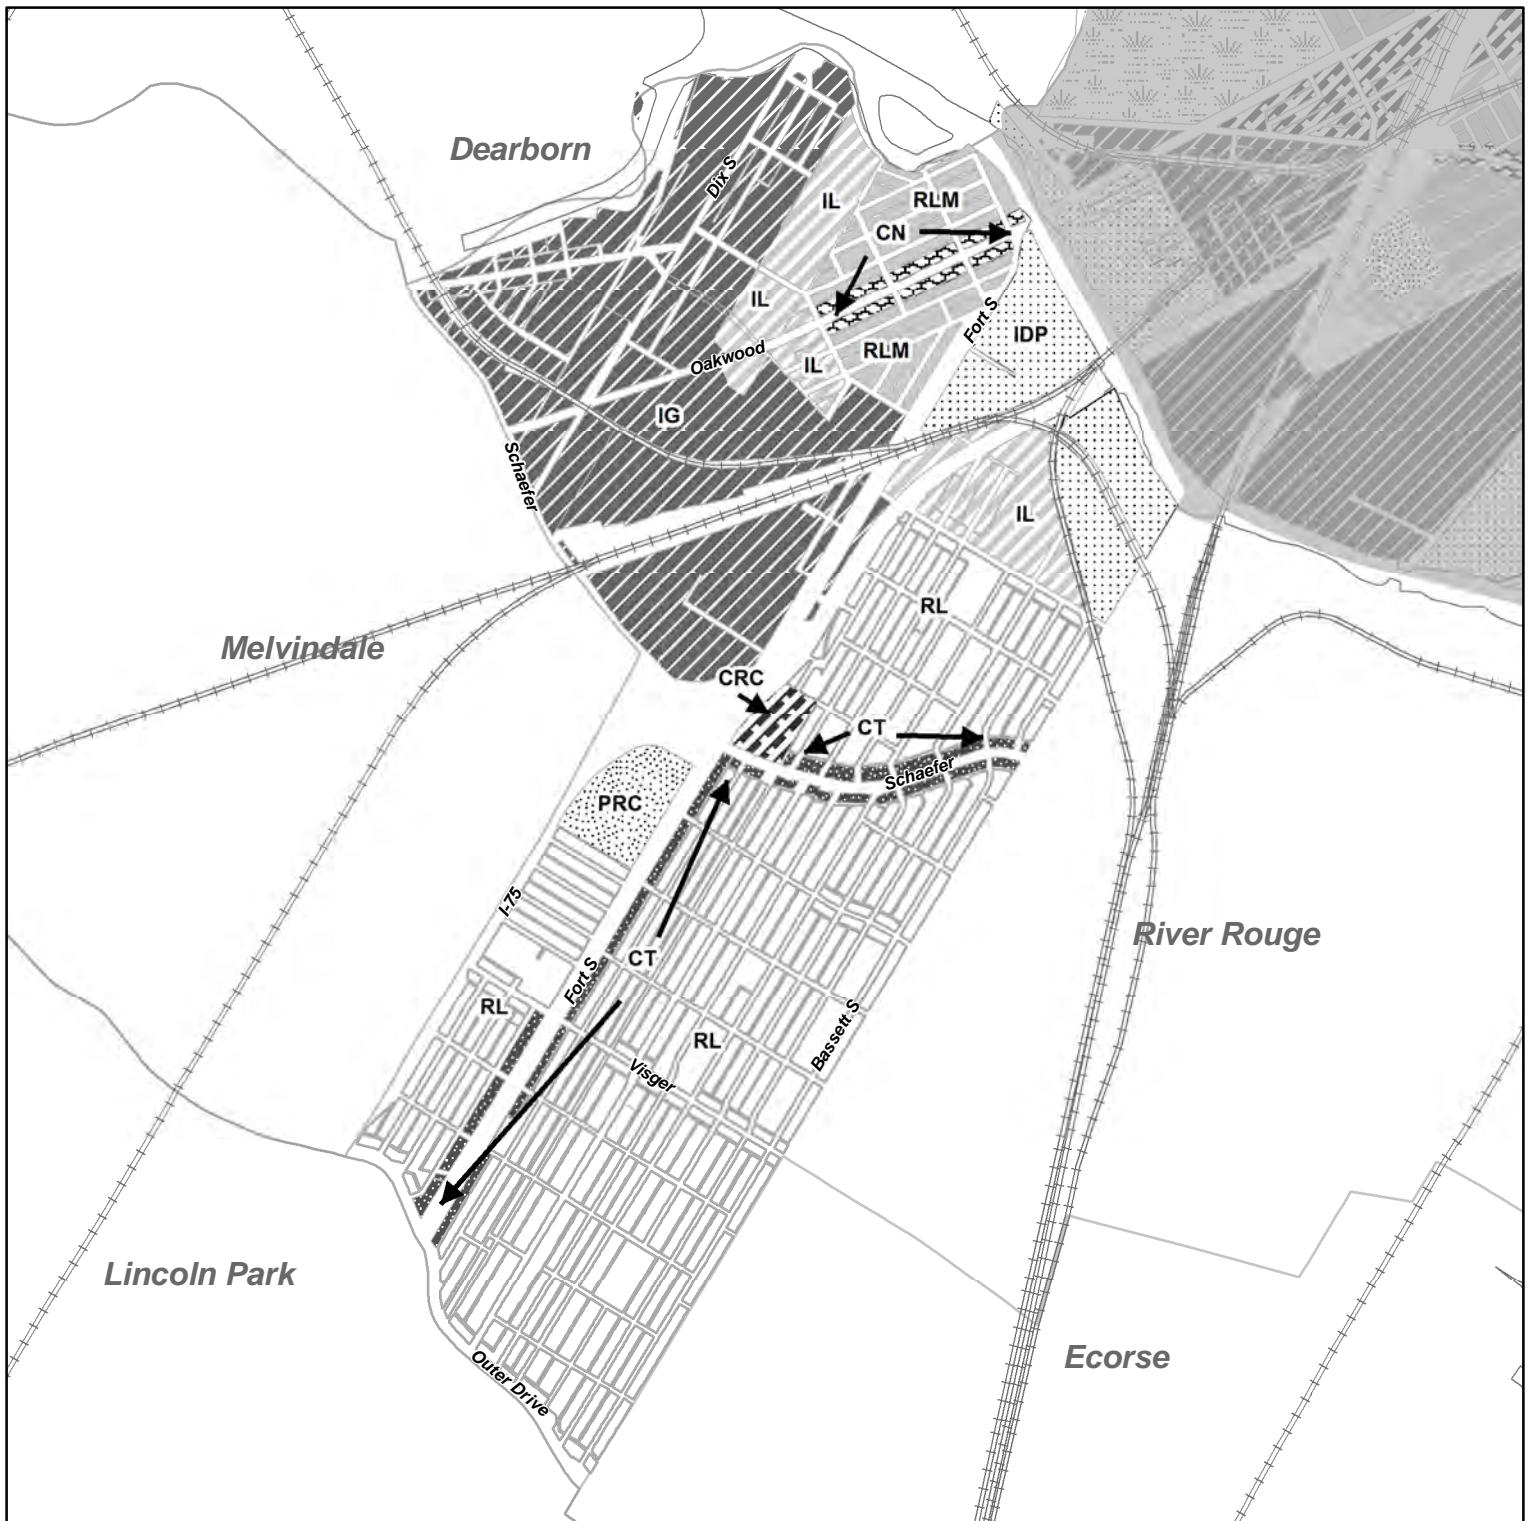 Dearborn
Dix S
IL
RLM
CN
IL
Fort S
IDP
Oakwood
IL
RLM
IG
Schaefer
IL
RL
Melvindale
CRC
CT
Schaefer
PRC
I-75
River Rouge
CT
Fort S
RL
Bassett S
RL
Visger
Lincoln Park
Ecorse
Outer Drive